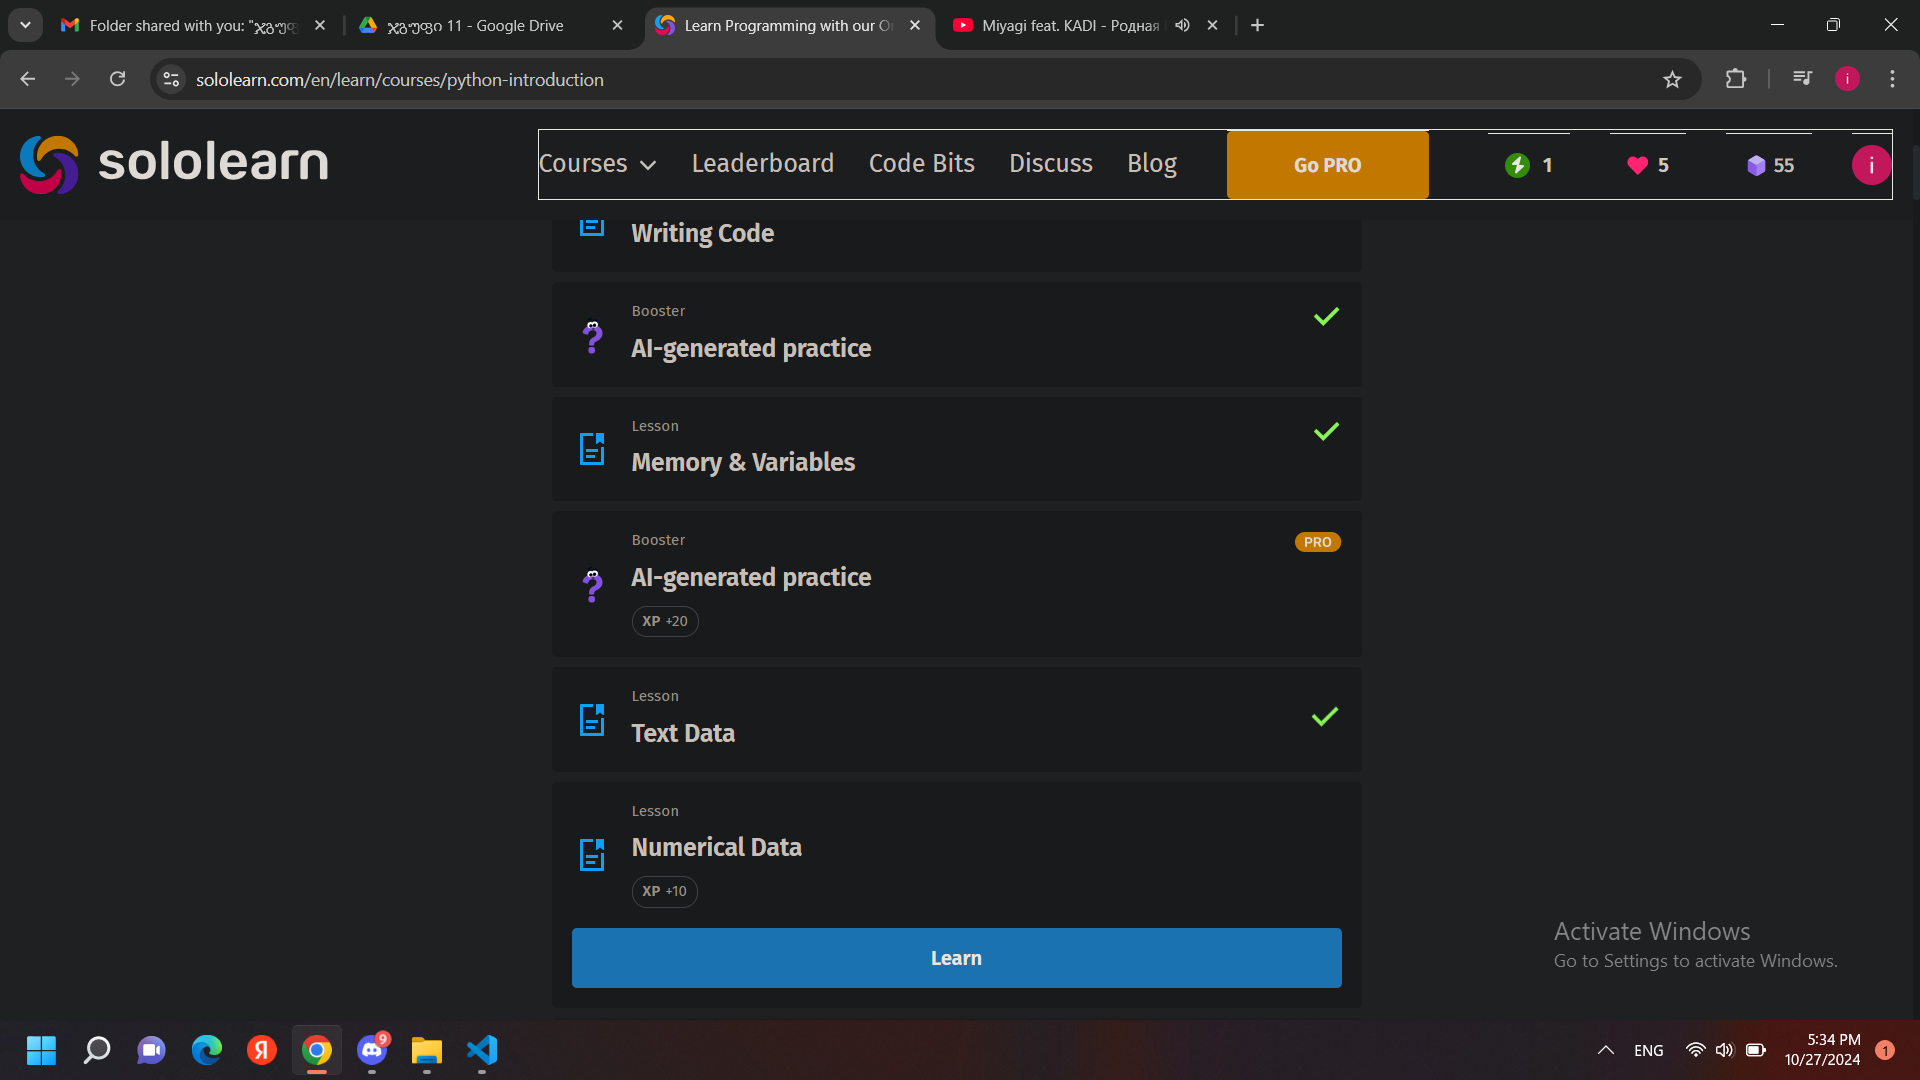 Folder shared with you: "ჯგუფ
ჯგუფი 11 - Google Drive
Learn Programming with our On
Miyagi feat. KADI - Родная
sololearn.com/en/learn/courses/python-introduction
i
sololearn
Courses
Leaderboard
Code Bits
Discuss
Blog
Go PRO
1
5
55
i
Writing Code
Booster
AI-generated practice
Lesson
Memory & Variables
Booster
PRO
AI-generated practice
XP +20
Lesson
Text Data
Lesson
Numerical Data
XP +10
Learn
Activate Windows
Go to Settings to activate Windows.
Я
9
ENG
5:34 PM
10/27/2024
1